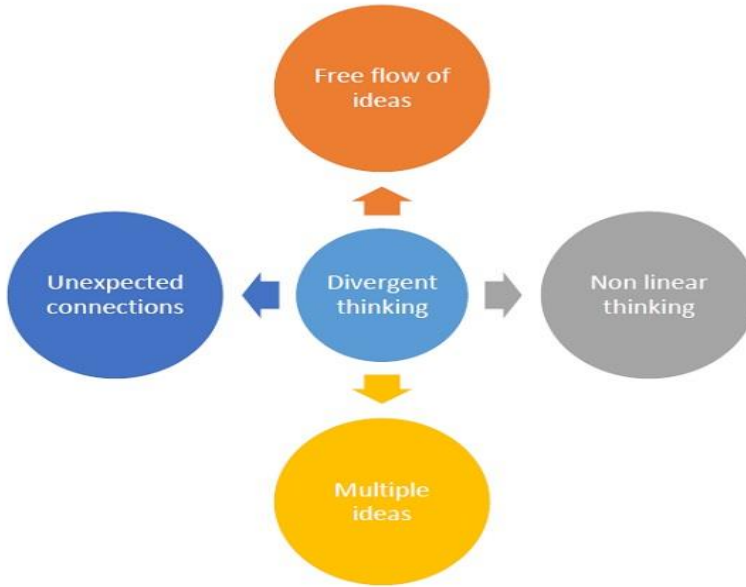 Free flow of
ideas
Unexpected
connections
Divergent
thinking
Non linear
thinking
Multiple
ideas